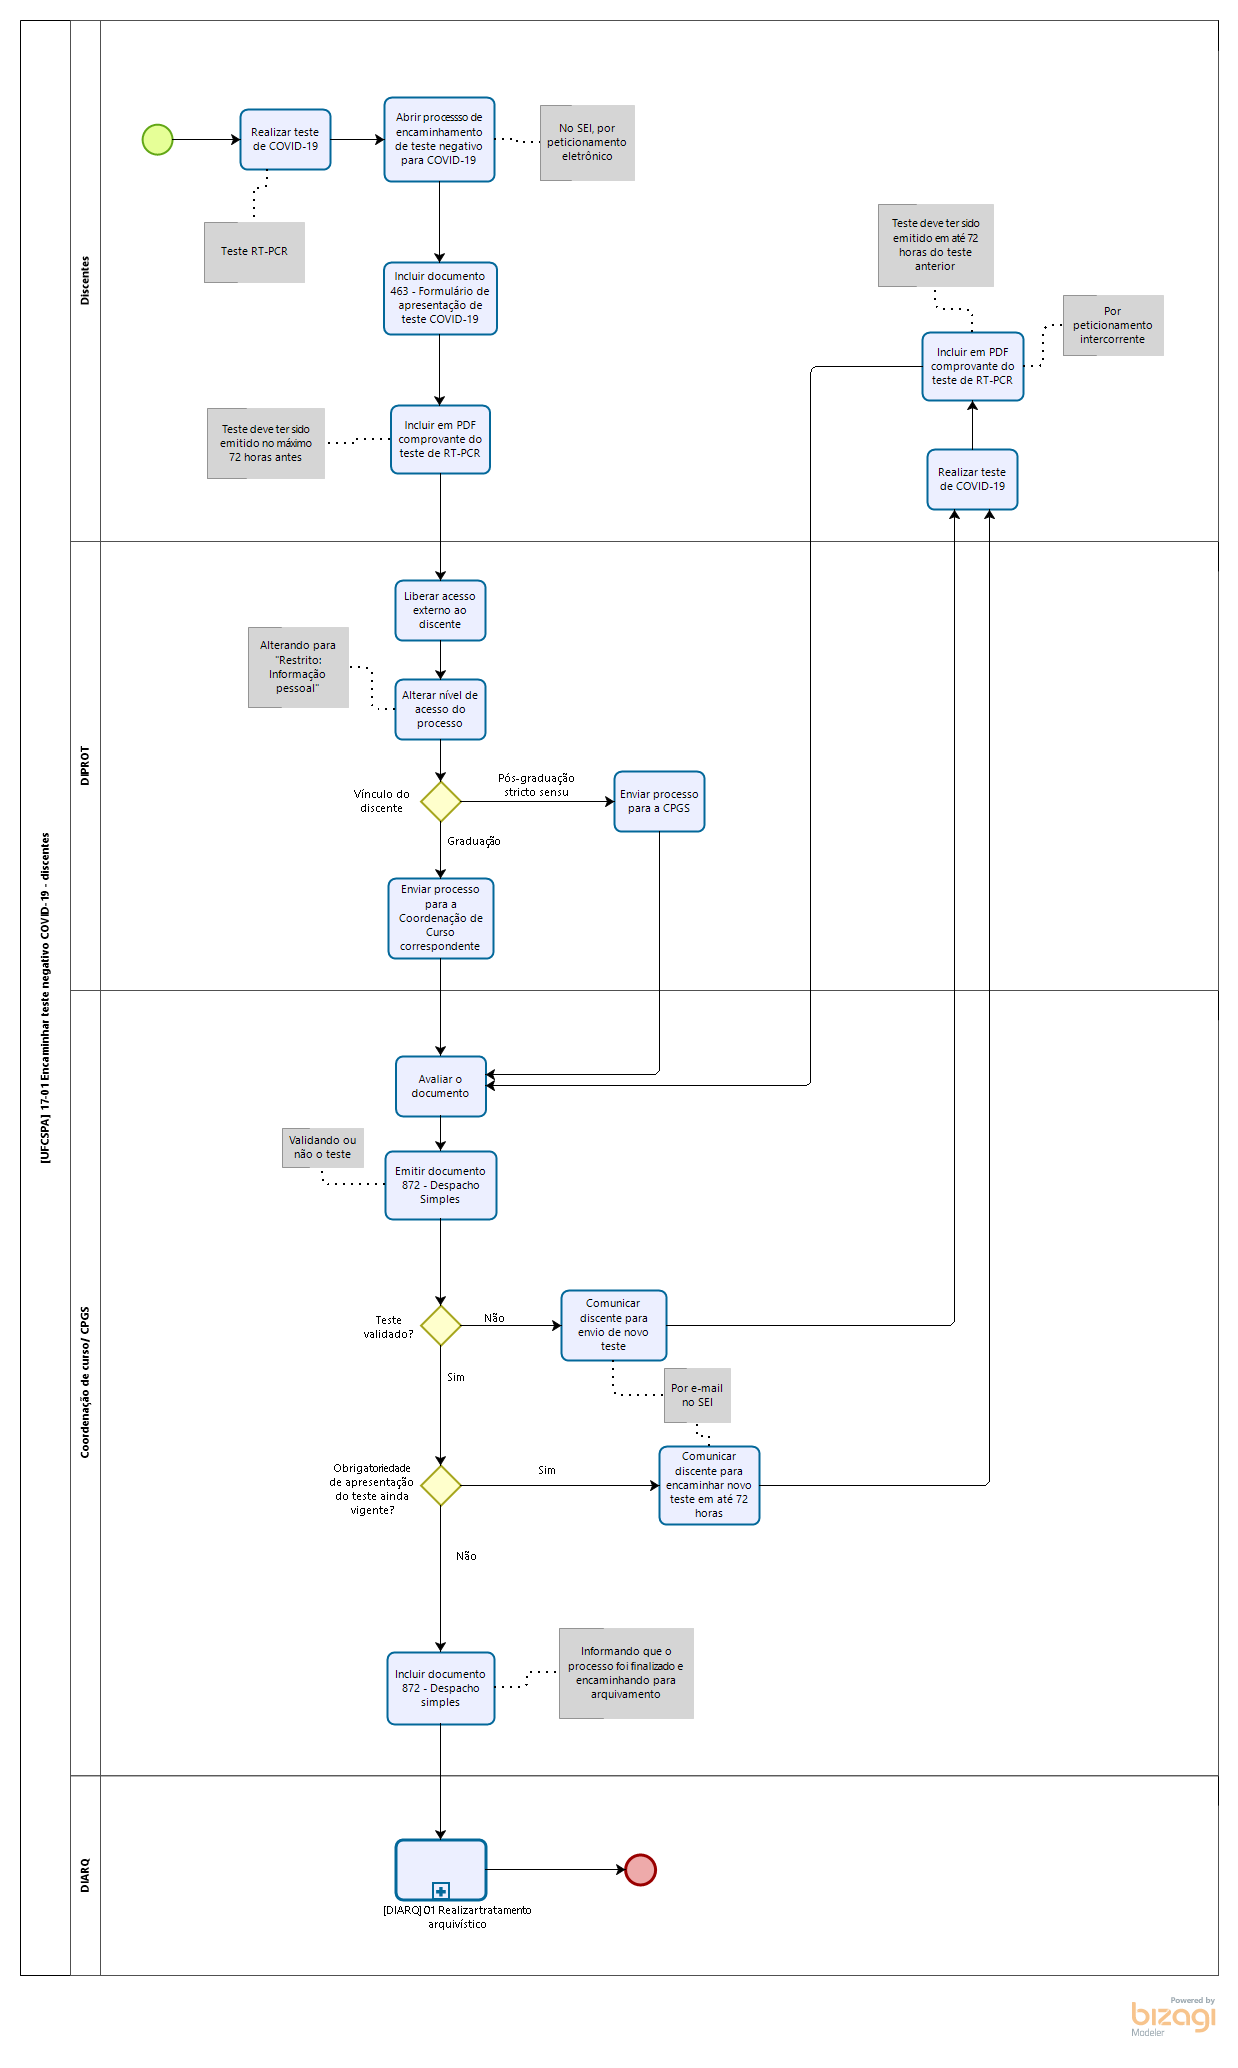 [UFCSPA] 17-01 Encaminhar teste negativo COVID-19 - discentes
Discentes
Realizar teste
de COVID-19
Teste RT-PCR
Abrir processso de
encaminhamento
de teste negativo
para COVID-19
No SEI, por
peticionamento
eletrônico
Incluir documento
463 - Formulário de
apresentação de
teste COVID-19
Incluir em PDF
comprovante do
teste de RT-PCR
Teste deve ter sido
emitido no máximo
72 horas antes
Teste deve ter sido
emitido em até 72
horas do teste
anterior
Por
peticionamento
intercorrente
Incluir em PDF
comprovante do
teste de RT-PCR
Realizar teste
de COVID-19
DIPROT
Liberar acesso
externo ao
discente
Alterando para
"Restrito:
Informação
pessoal"
Alterar nível de
acesso do
processo
Vínculo do
discente
Pós-graduação
stricto sensu
Enviar processo
para a CPGS
Graduação
Enviar processo
para a
Coordenação de
Curso
correspondente
Coordenação de curso/ CPGS
Avaliar o
documento
Validando ou
não o teste
Emitir documento
872 - Despacho
Simples
Teste
validado?
Não
Comunicar
discente para
envio de novo
teste
Sim
Por e-mail
no SEI
Obrigatoriedade
de apresentação
do teste ainda
vigente?
Sim
Comunicar
discente para
encaminhar novo
teste em até 72
horas
Não
Incluir documento
872 - Despacho
simples
Informando que o
processo foi finalizado e
encaminhando para
arquivamento
DIARQ
[DIARQ] 01 Realizar tratamento
arquivístico
Powered by
bizagi
Modeler